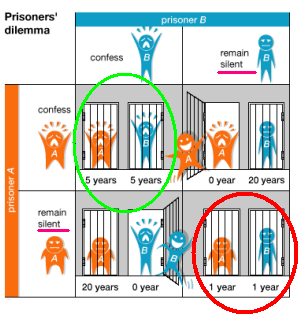 Prisoners'
dilemma
prisoner B
confess
B
remain
silent
B
prisoner A
confess
A
5 years
A
5 years
B
A
0 year
A
20 years
B
remain
silent
A
20 years
A
0 year
B
B
1 year
A
1 year
B